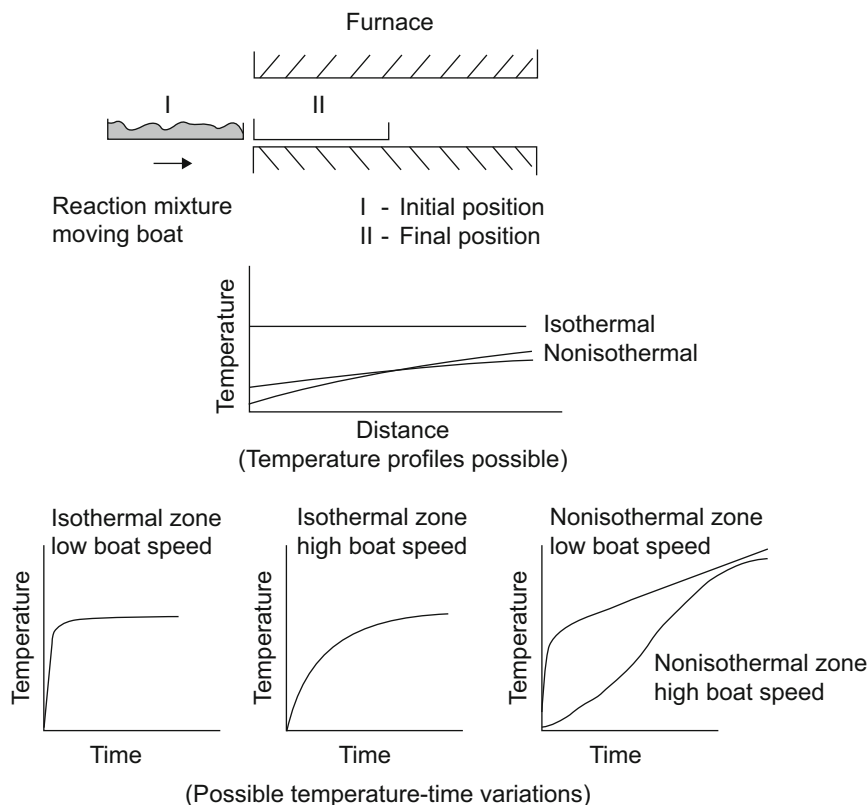 Furnace
I
II
Reaction mixture
moving boat
I - Initial position
II - Final position
Temperature
Isothermal
Nonisothermal
Distance
(Temperature profiles possible)
Isothermal zone
low boat speed
Temperature
Time
Isothermal zone
high boat speed
Temperature
Time
Nonisothermal zone
low boat speed
Temperature
Nonisothermal zone
high boat speed
Time
(Possible temperature-time variations)